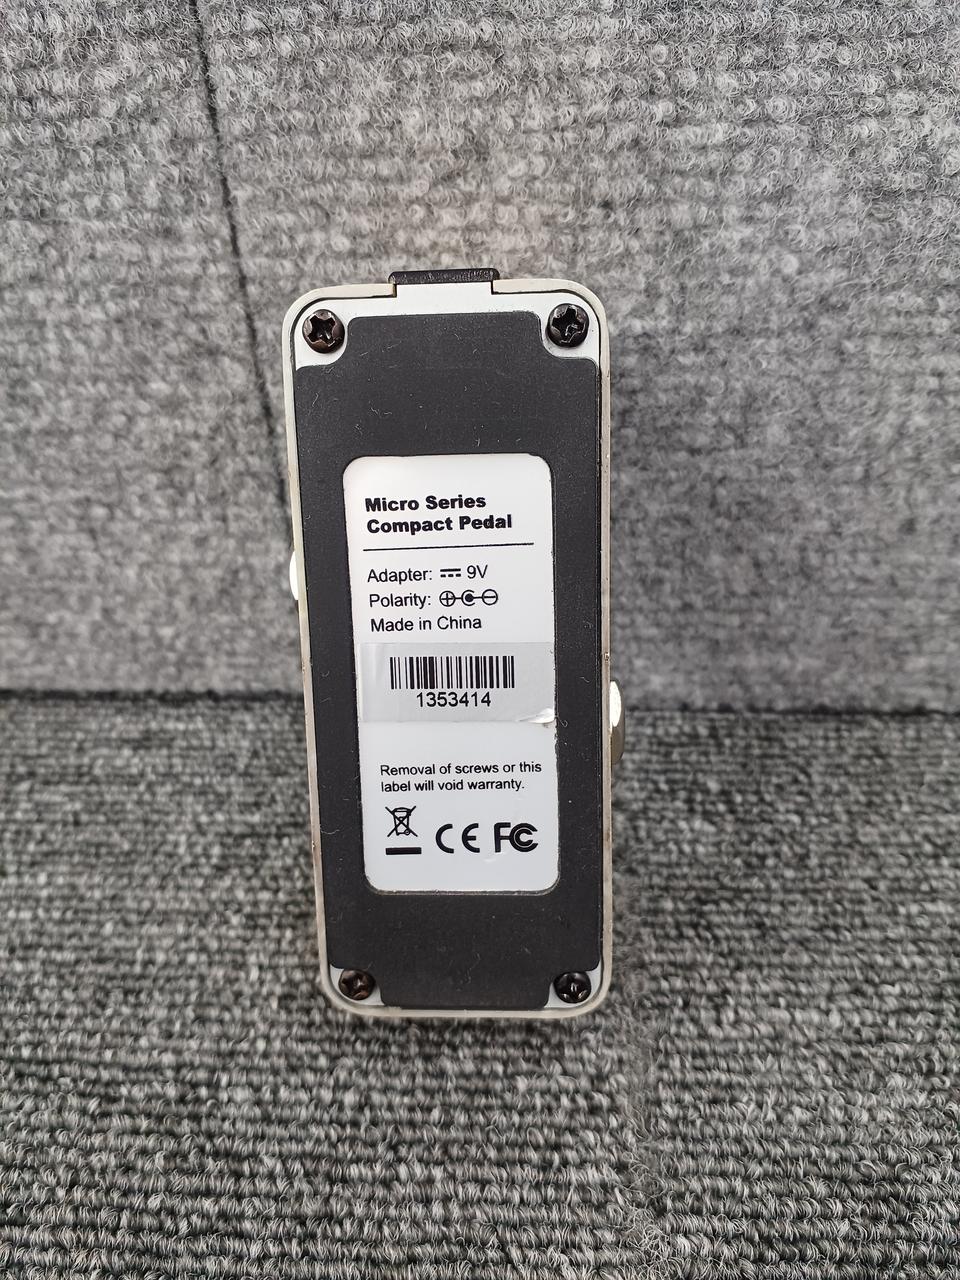 Micro Series
Compact Pedal
Adapter: ⎓ 9V
Polarity:
Made in China
1353414
Removal of screws or this
label will void warranty.
CE FC